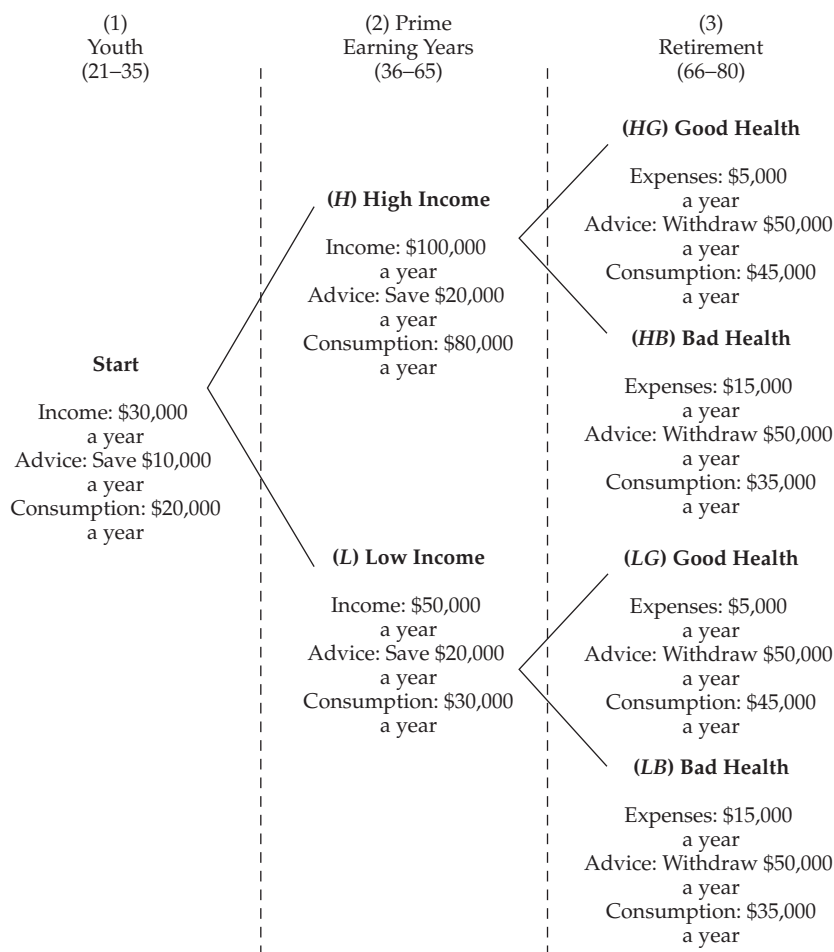 (1)
Youth
(21–35)
(2) Prime
Earning Years
(36–65)
(3)
Retirement
(66–80)
Start
Income: $30,000
a year
Advice: Save $10,000
a year
Consumption: $20,000
a year
(H) High Income
Income: $100,000
a year
Advice: Save $20,000
a year
Consumption: $80,000
a year
(L) Low Income
Income: $50,000
a year
Advice: Save $20,000
a year
Consumption: $30,000
a year
(HG) Good Health
Expenses: $5,000
a year
Advice: Withdraw $50,000
a year
Consumption: $45,000
a year
(HB) Bad Health
Expenses: $15,000
a year
Advice: Withdraw $50,000
a year
Consumption: $35,000
a year
(LG) Good Health
Expenses: $5,000
a year
Advice: Withdraw $50,000
a year
Consumption: $45,000
a year
(LB) Bad Health
Expenses: $15,000
a year
Advice: Withdraw $50,000
a year
Consumption: $35,000
a year